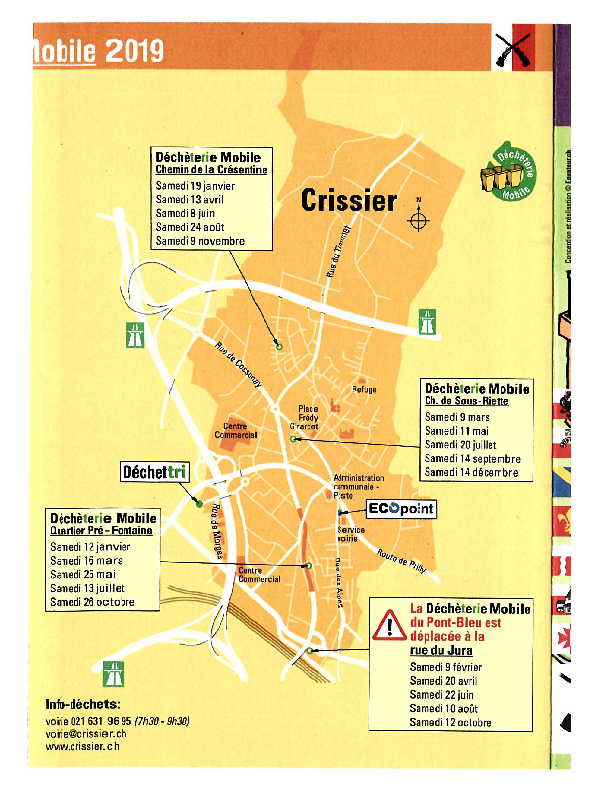 Mobile 2019
Déchèterie Mobile
Chemin de la Crésentine
Samedi 19 janvier
Samedi 13 avril
Samedi 8 juin
Samedi 24 août
Samedi 9 novembre
Crissier
N
Déchèterie
Mobile
Conception et réalisation © Equateur.ch
Rue du Timonet
Rue de Cossonay
Refuge
Place
Frédy
Girardet
Centre
Commercial
Déchèterie Mobile
Ch. de Sous-Riette
Samedi 9 mars
Samedi 11 mai
Samedi 20 juillet
Samedi 14 septembre
Samedi 14 décembre
Déchettri
Administration
communale -
Poste
ECOpoint
Service
voirie
Rue de Morges
Route de Prilly
Rue des Alpes
Centre
Commercial
Déchèterie Mobile
Quartier Pré-Fontaine
Samedi 12 janvier
Samedi 16 mars
Samedi 25 mai
Samedi 13 juillet
Samedi 26 octobre
La Déchèterie Mobile
du Pont-Bleu est
déplacée à la
rue du Jura
Samedi 9 février
Samedi 20 avril
Samedi 22 juin
Samedi 10 août
Samedi 12 octobre
Info-déchets:
voirie 021 631 96 95 (7h30 - 9h30)
voirie@crissier.ch
www.crissier.ch